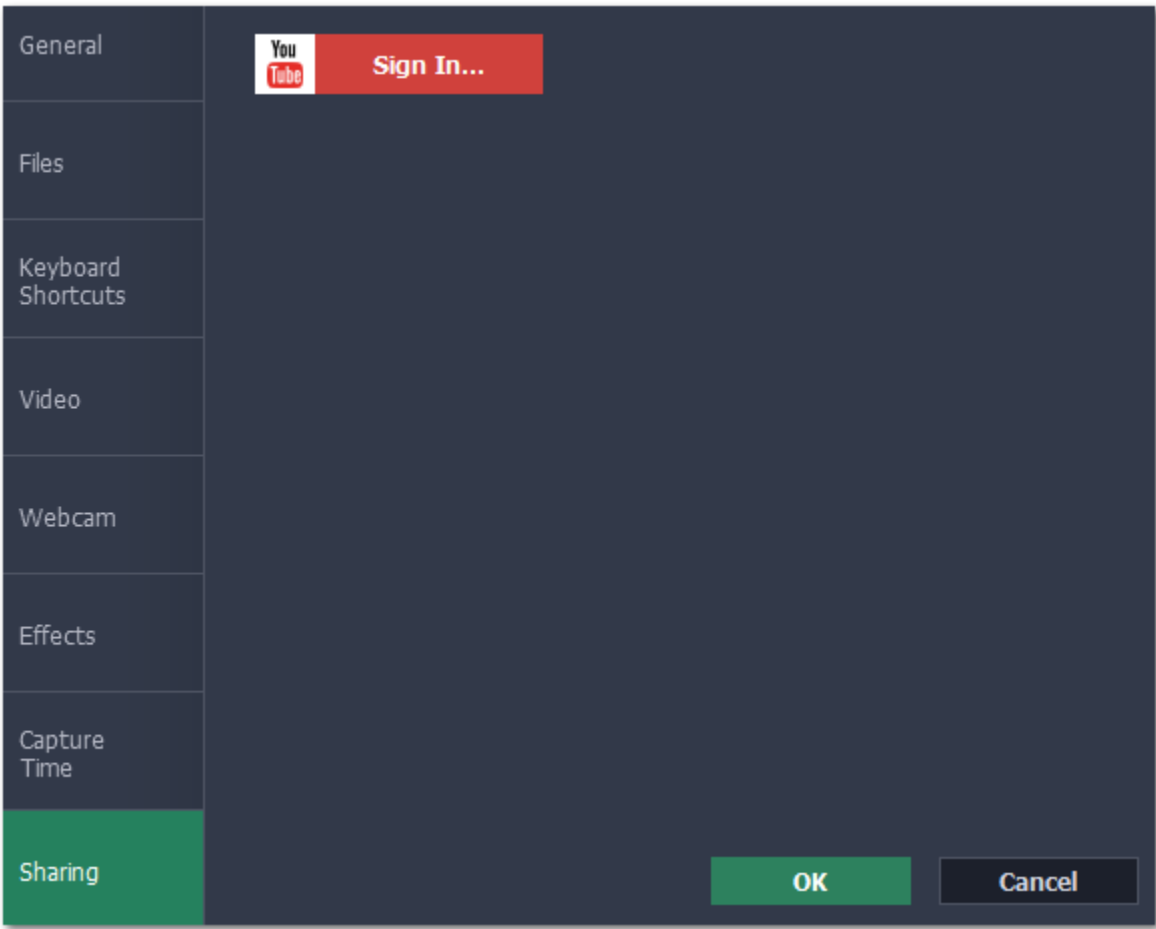 General
Files
Keyboard
Shortcuts
Video
Webcam
Effects
Capture
Time
Sharing
You
Tube
Sign In...
OK
Cancel